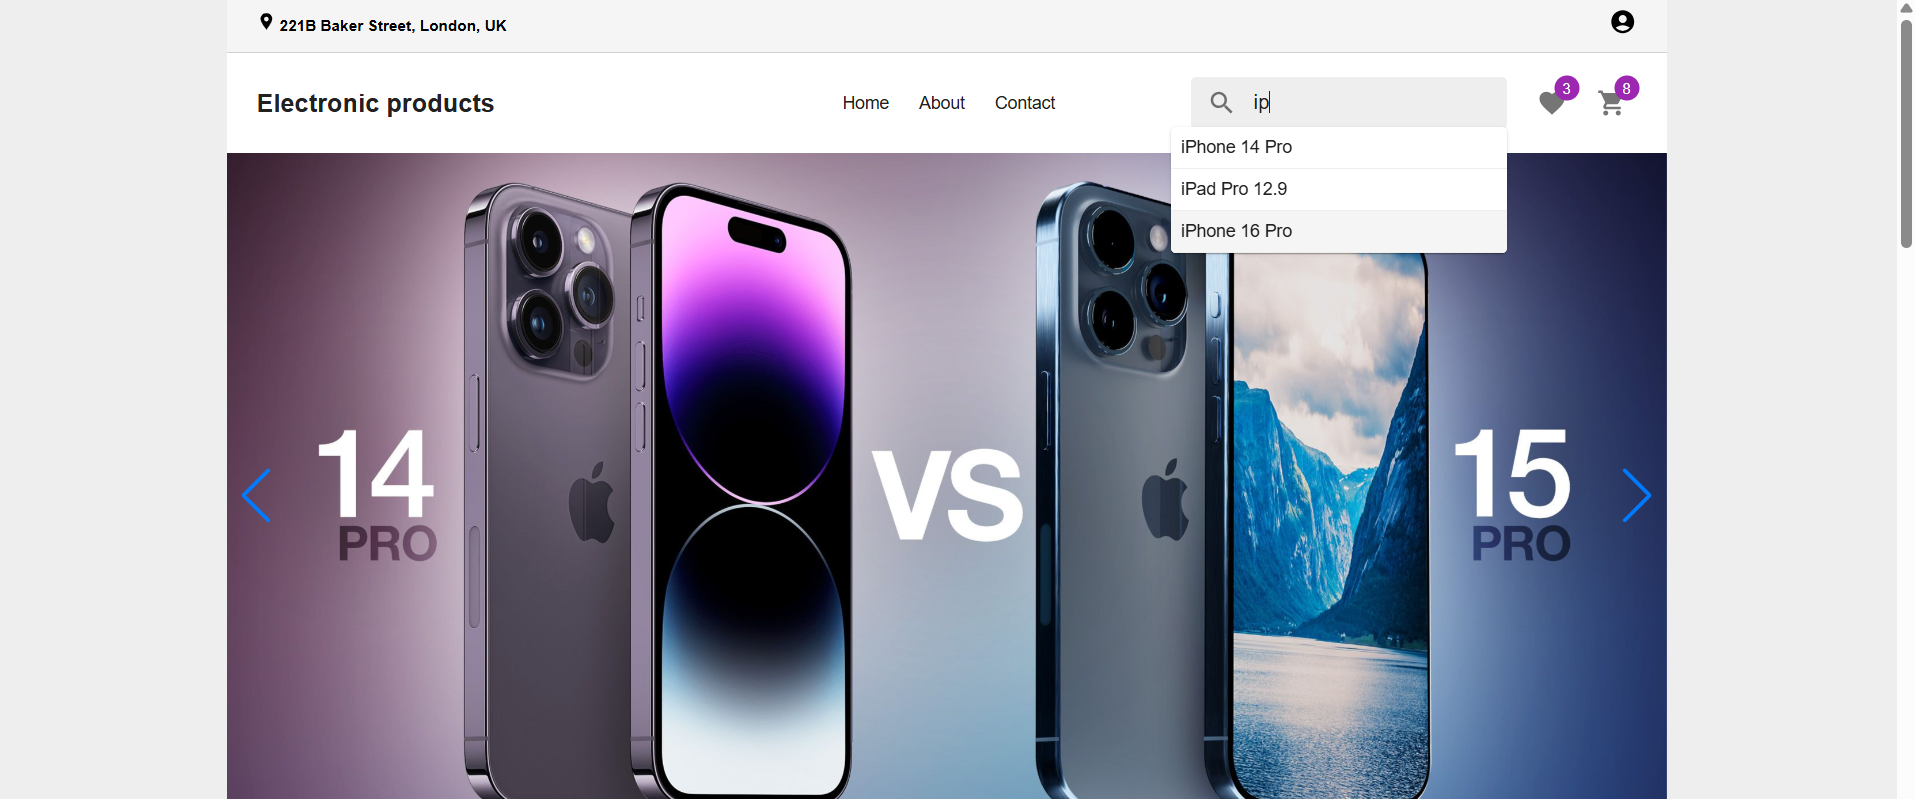 221B Baker Street, London, UK
Electronic products
Home
About
Contact
ip
3
8
iPhone 14 Pro
iPad Pro 12.9
iPhone 16 Pro
14
PRO
VS
15
PRO